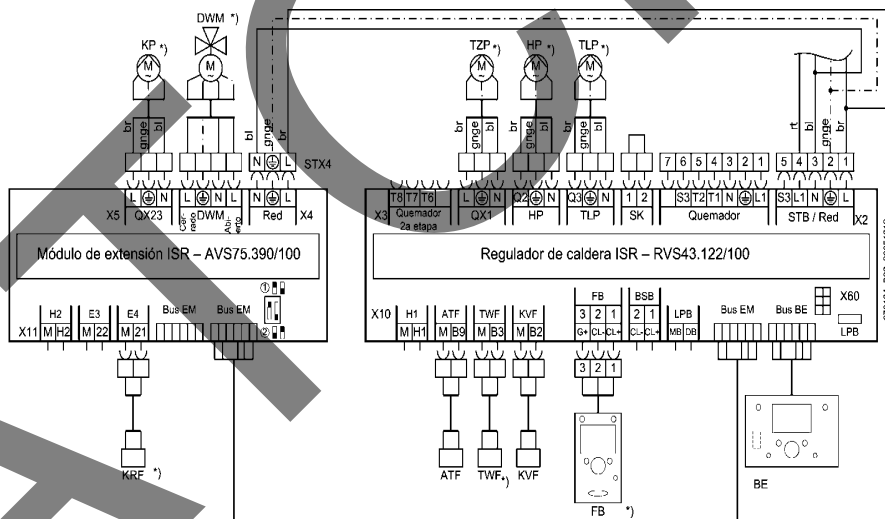 DWM *)
KP *)
TZP*)
HP *)
TLP*)
br
gnge
bl
bl
gnge
br
br
gnge
bl
br
gnge
bl
br
gnge
bl
rt
bl
gnge
br
N L STX4
7 6 5 4 3 2 1
5 4 3 2 1
L N L N L N L
T8 T7 T6 L N Q2 N Q3 N 1 2 S3 T2 T1 N L1 S3 L1 N L
X5 QX23 Cerrado DWM Abierto Red X4
X3 Quemador 2a etapa QX1 HP TLP SK Quemador STB / Red X2
Módulo de extensión ISR – AVS75.390/100
Regulador de caldera ISR – RVS43.122/100
1
2
H2 E3 E4 Bus EM Bus EM
X11 M H2 M 22 M 21
X10 H1 ATF TWF KVF FB BSB LPB Bus EM Bus BE X60
3 2 1 2 1
M H1 M B9 M B3 M B2 G+ CL- CL+ CL- CL+ MB DB LPB
3 2 1
KRF *)
ATF TWF*) KVF
FB *)
BE